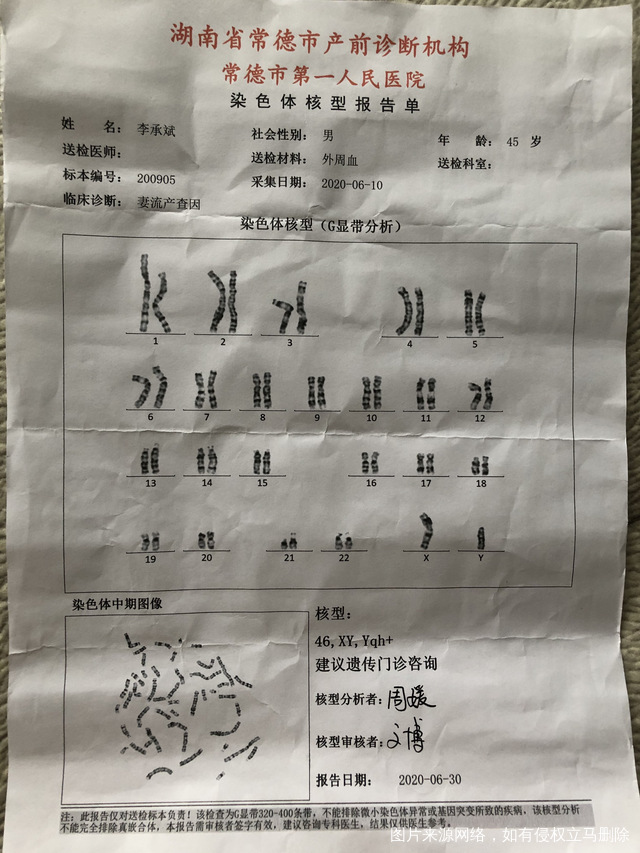 湖南省常德市产前诊断机构
常德市第一人民医院
染色体核型报告单
姓 名： 李承斌 社会性别： 男 年 龄： 45 岁
送检医师： 送检材料： 外周血 送检科室：
标本编号： 200905 采集日期： 2020-06-10
临床诊断： 妻流产查因
染色体核型（G显带分析）
1 2 3 4 5
6 7 8 9 10 11 12
13 14 15 16 17 18
19 20 21 22 X Y
染色体中期图像
核型：
46,XY,Yqh+
建议遗传门诊咨询
核型分析者：周媛
核型审核者：文博
报告日期： 2020-06-30
注：此报告仅对送检标本负责！该检查为G显带320-400条带，不能排除微小染色体异常或基因突变所致的疾病，该核型分析
不能完全排除真嵌合体，本报告需审核者签字有效，建议咨询专科医生，结果仅供医生参考。
图片来源网络，如有侵权立马删除